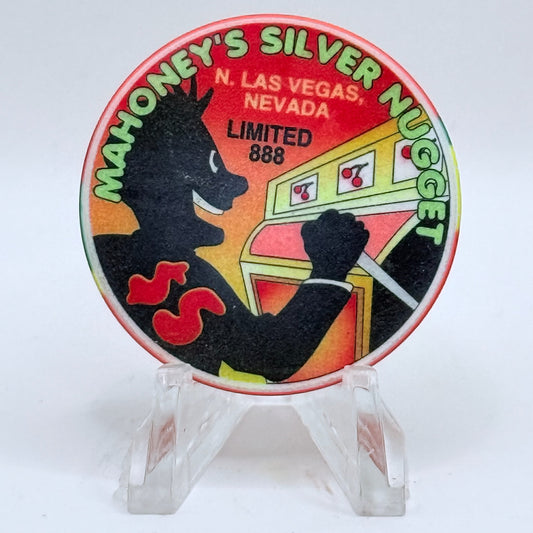 MAHONEY'S SILVER NUGGET
N. LAS VEGAS,
NEVADA
LIMITED
888